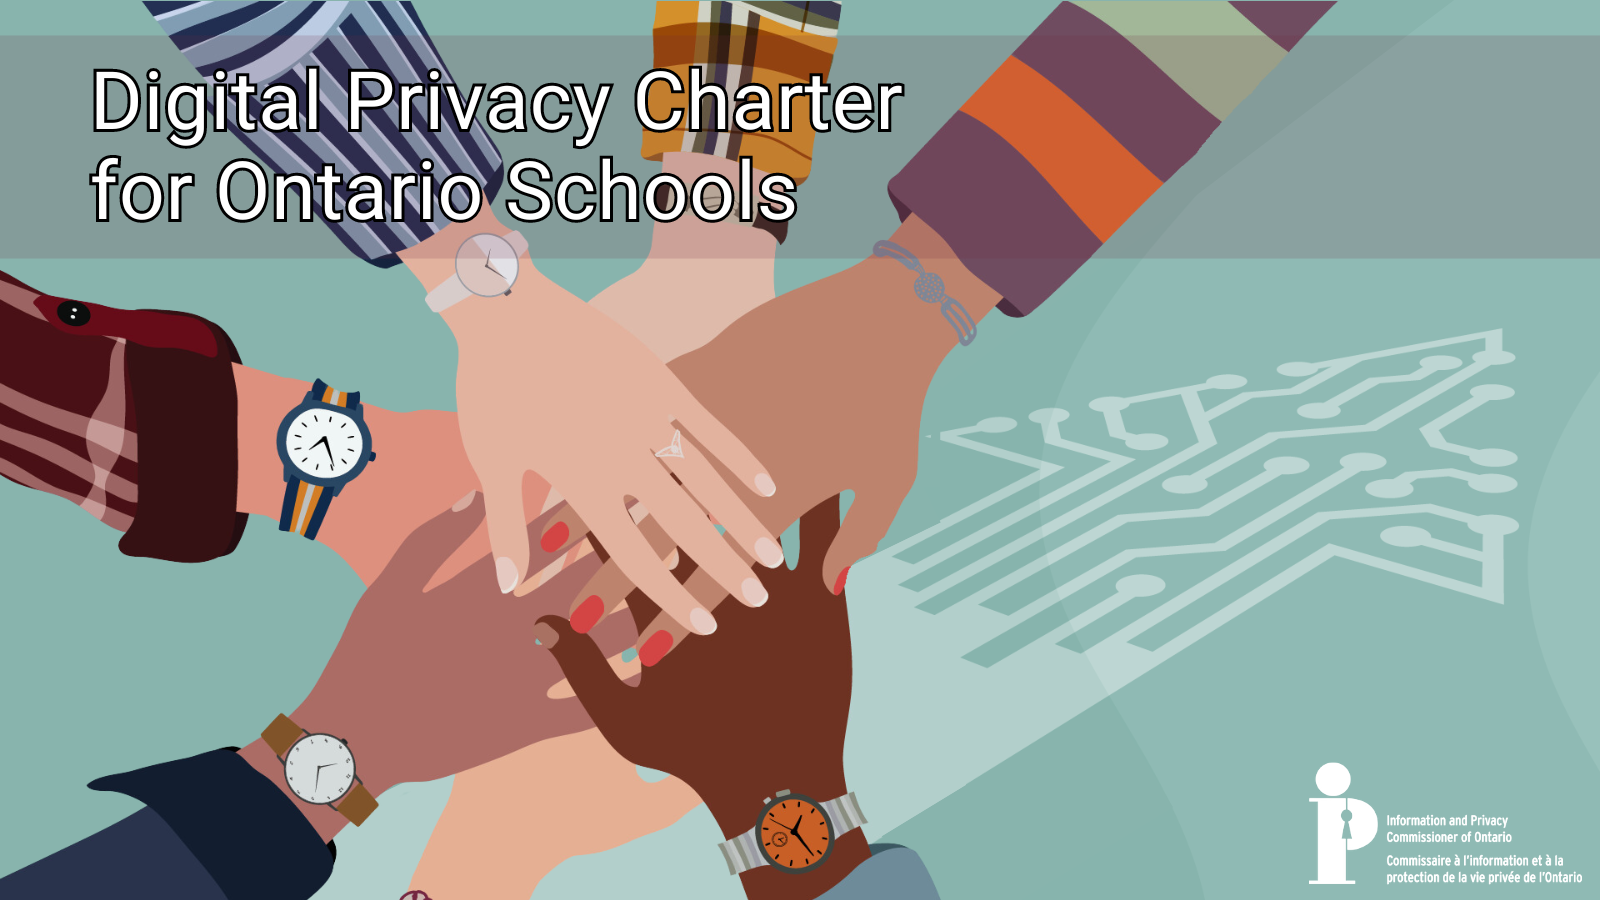 Digital Privacy Charter
for Ontario Schools
Information and Privacy
Commissioner of Ontario
Commissaire à l'information et à la
protection de la vie privée de l'Ontario